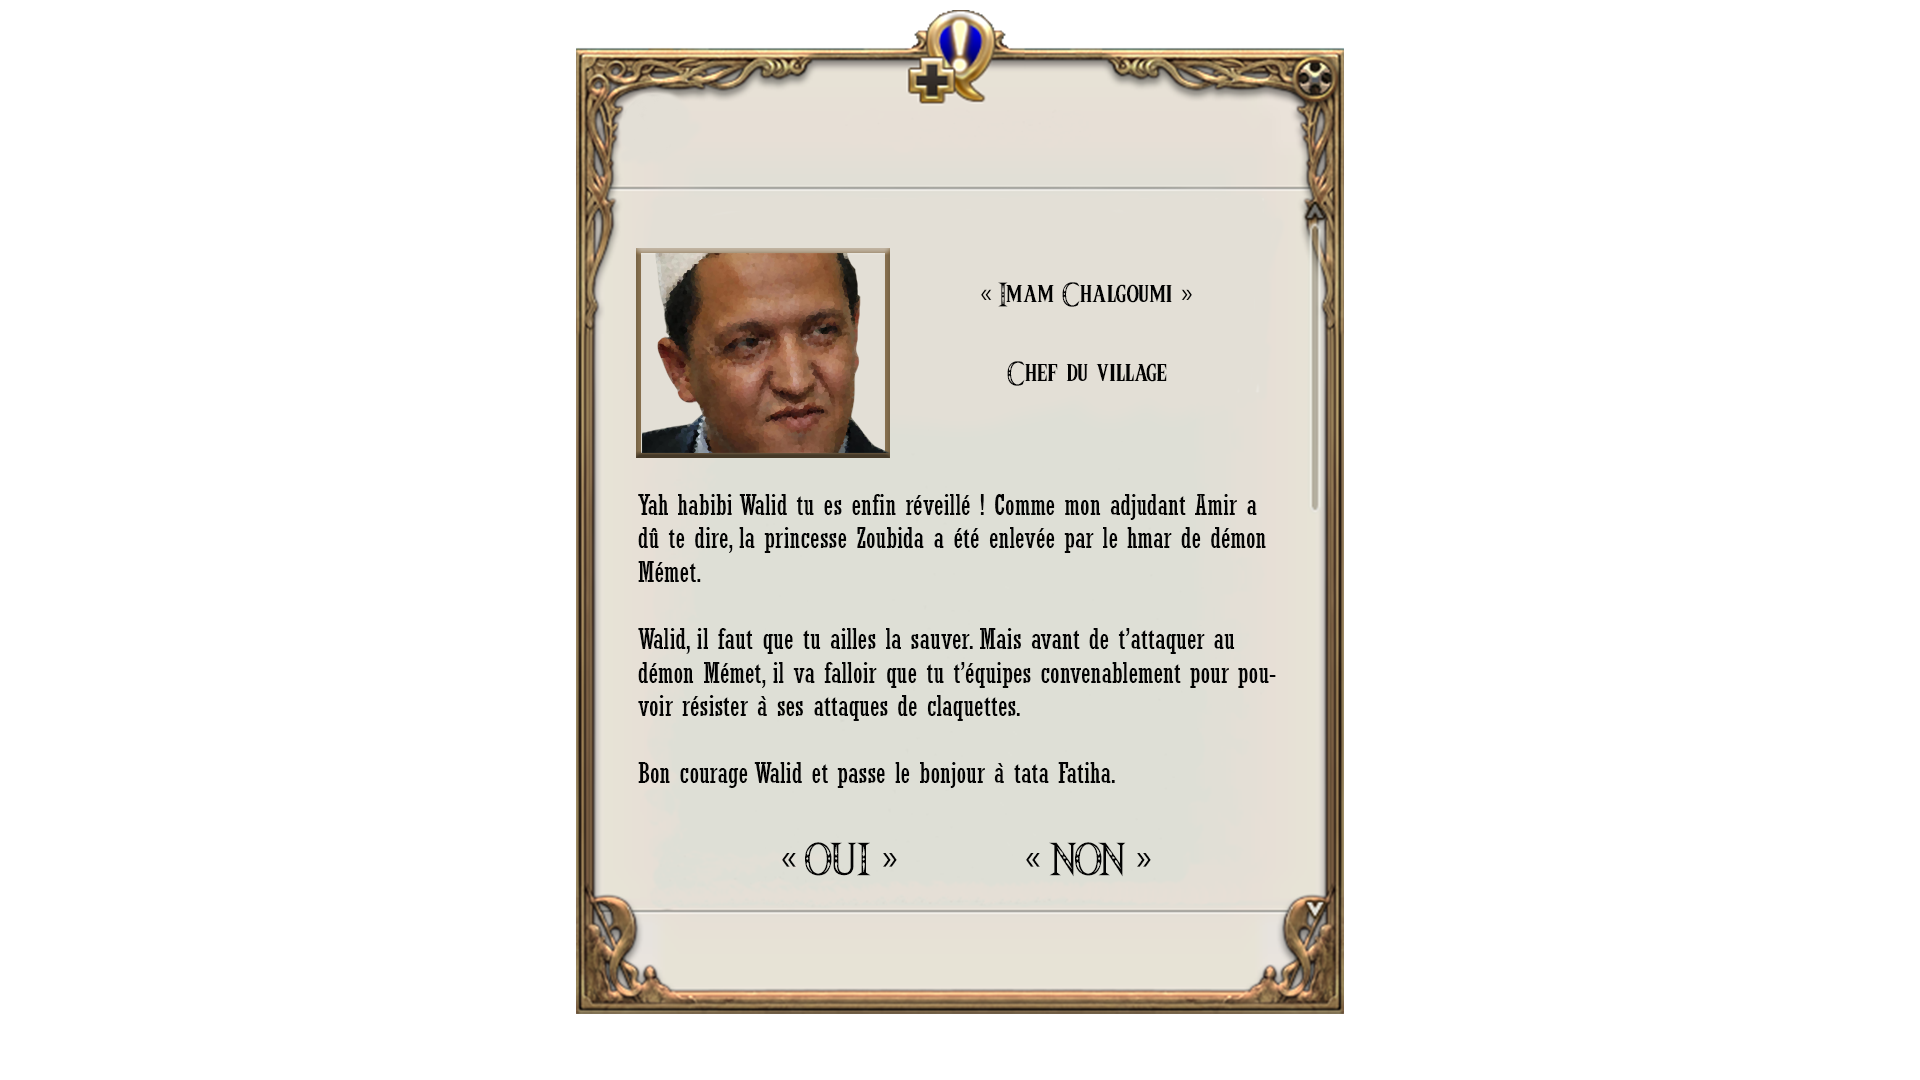 « Imam Chalgoumi »
Chef du village
Yah habibi Walid tu es enfin réveillé ! Comme mon adjudant Amir a
dû te dire, la princesse Zoubida a été enlevée par le hmar de démon
Mémet.
Walid, il faut que tu ailles la sauver. Mais avant de t’attaquer au
démon Mémet, il va falloir que tu t’équipes convenablement pour pou-
voir résister à ses attaques de claquettes.
Bon courage Walid et passe le bonjour à tata Fatiha.
« OUI » « NON »